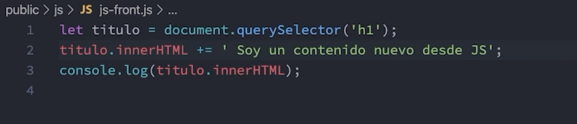 public > js > JS js-front.js > ...
1 let titulo = document.querySelector('h1');
2 titulo.innerHTML += ' Soy un contenido nuevo desde JS';
3 console.log(titulo.innerHTML);
4